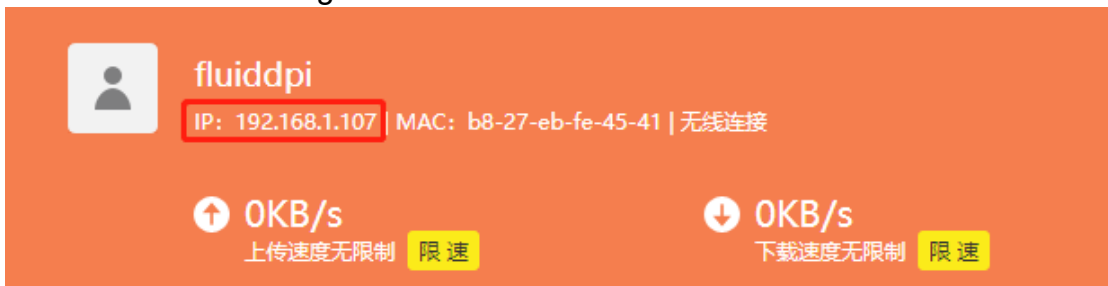 fluiddpi
IP：192.168.1.107 | MAC：b8-27-eb-fe-45-41 | 无线连接
0KB/s
上传速度无限制 限 速
0KB/s
下载速度无限制 限 速